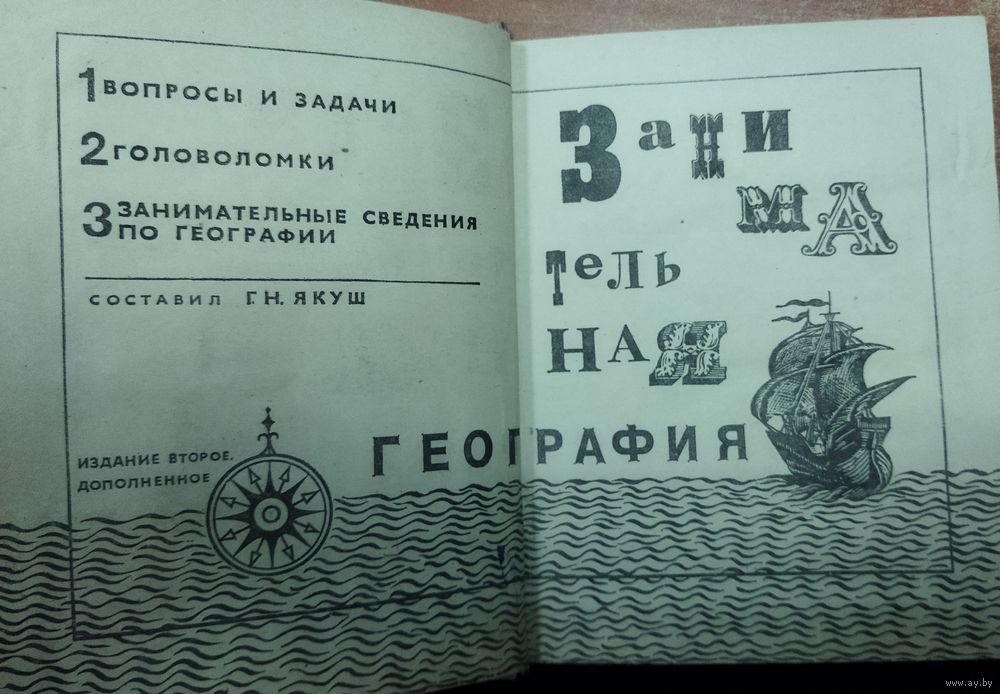 1 ВОПРОСЫ И ЗАДАЧИ
2 ГОЛОВОЛОМКИ
3 ЗАНИМАТЕЛЬНЫЕ СВЕДЕНИЯ
ПО ГЕОГРАФИИ
СОСТАВИЛ Г.Н. ЯКУШ
ИЗДАНИЕ ВТОРОЕ,
ДОПОЛНЕННОЕ
Зани
МА
тель
НАЯ
ГЕОГРАФИЯ
www.ay.by